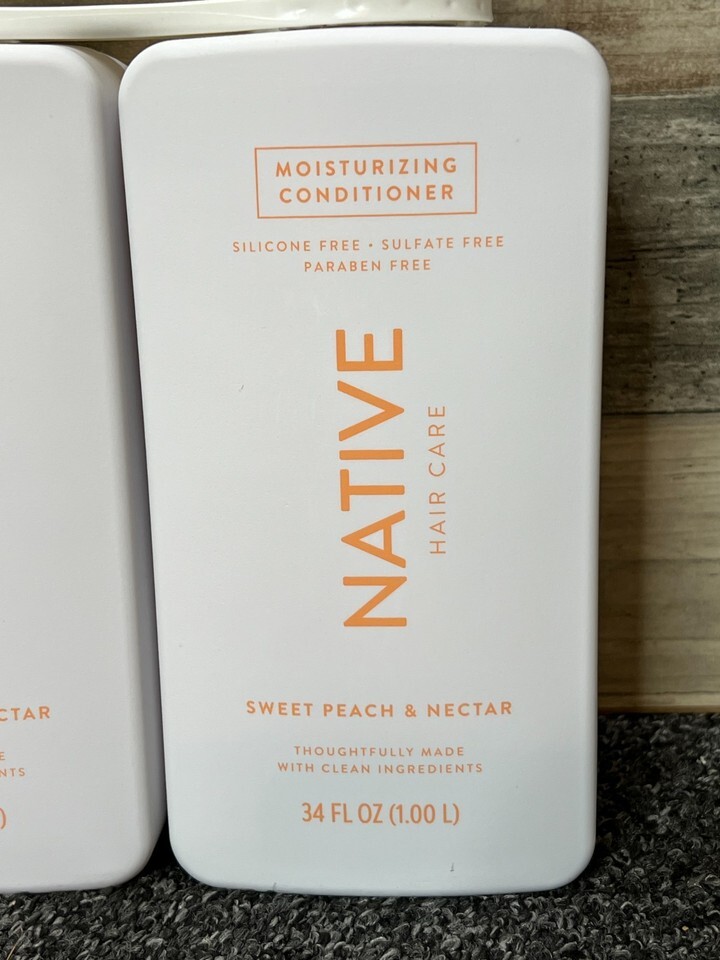 MOISTURIZING
CONDITIONER
SILICONE FREE • SULFATE FREE
PARABEN FREE
NATIVE
HAIR CARE
SWEET PEACH & NECTAR
THOUGHTFULLY MADE
WITH CLEAN INGREDIENTS
34 FL OZ (1.00 L)